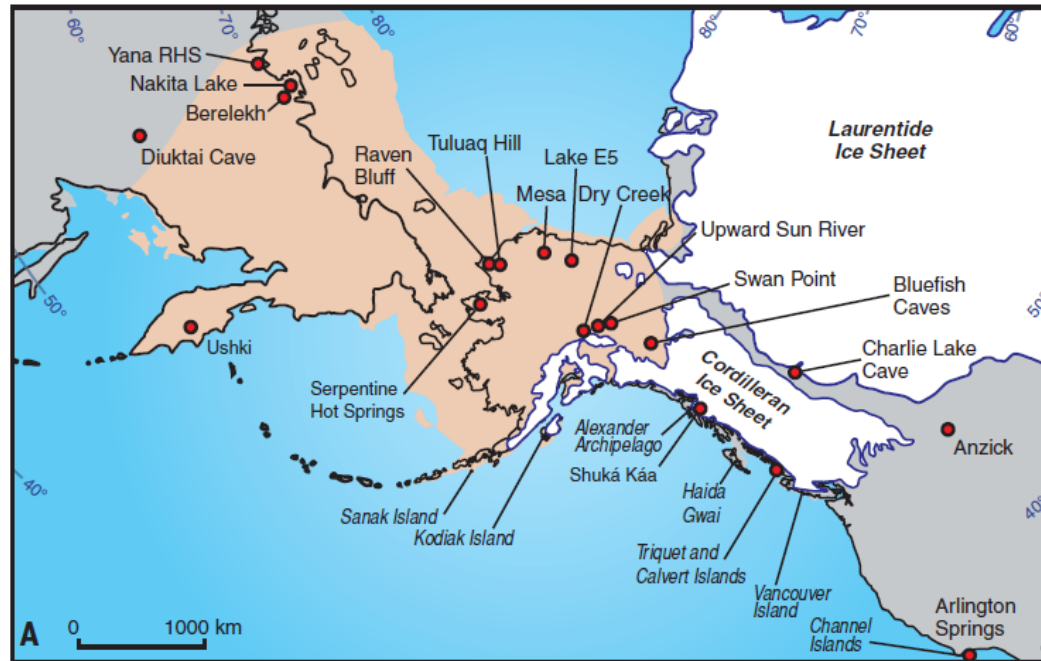 60°
70°
80°
80°
60°
Yana RHS
Nakita Lake
Berelekh
Diuktai Cave
Raven
Bluff
Tuluaq Hill
Lake E5
Mesa
Dry Creek
Laurentide
Ice Sheet
Upward Sun River
Swan Point
Bluefish
Caves
50°
50°
Ushki
Serpentine
Hot Springs
Cordilleran
Ice Sheet
Charlie Lake
Cave
Alexander
Archipelago
Shuká Káa
Anzick
40°
40°
Haida
Gwai
Sanak Island
Kodiak Island
Triquet and
Calvert Islands
Vancouver
Island
Channel
Islands
Arlington
Springs
A
0
1000 km